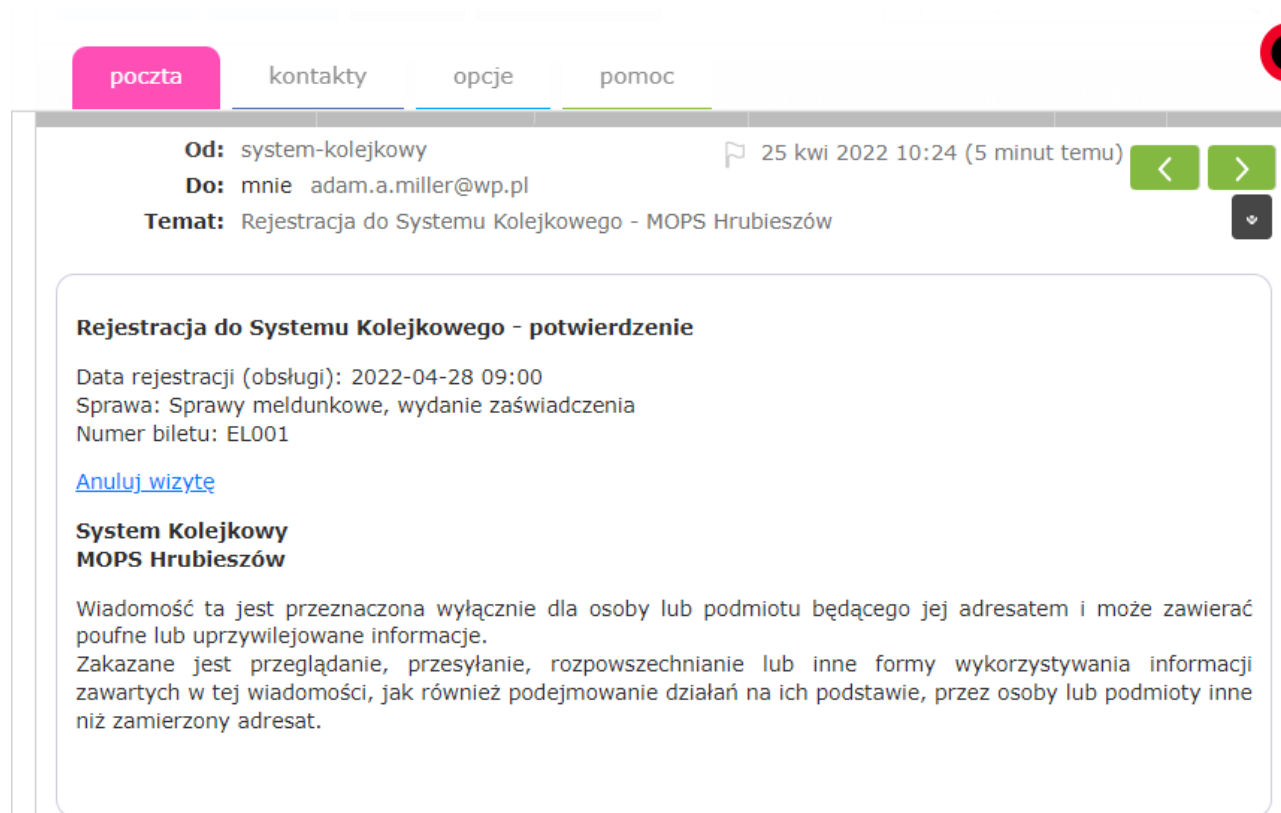 poczta kontakty opcje pomoc
Od: system-kolejkowy 25 kwi 2022 10:24 (5 minut temu)
Do: mnie adam.a.miller@wp.pl
Temat: Rejestracja do Systemu Kolejkowego - MOPS Hrubieszów
Rejestracja do Systemu Kolejkowego - potwierdzenie
Data rejestracji (obsługi): 2022-04-28 09:00
Sprawa: Sprawy meldunkowe, wydanie zaświadczenia
Numer biletu: EL001
Anuluj wizytę
System Kolejkowy
MOPS Hrubieszów
Wiadomość ta jest przeznaczona wyłącznie dla osoby lub podmiotu będącego jej adresatem i może zawierać
poufne lub uprzywilejowane informacje.
Zakazane jest przeglądanie, przesyłanie, rozpowszechnianie lub inne formy wykorzystywania informacji
zawartych w tej wiadomości, jak również podejmowanie działań na ich podstawie, przez osoby lub podmioty inne
niż zamierzony adresat.